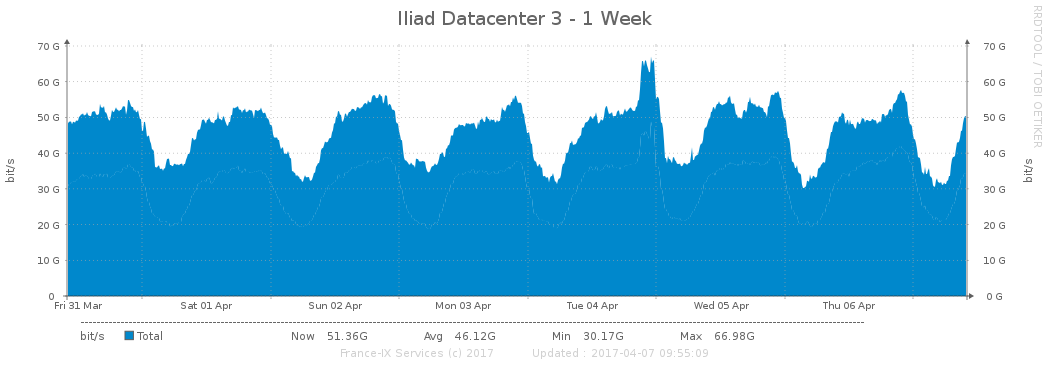 Iliad Datacenter 3 - 1 Week
RRDTOOL / TOBI OETIKER
70 G 70 G
60 G 60 G
50 G 50 G
40 G 40 G
30 G 30 G
20 G 20 G
10 G 10 G
0 0 G
bit/s bit/s
Fri 31 Mar Sat 01 Apr Sun 02 Apr Mon 03 Apr Tue 04 Apr Wed 05 Apr Thu 06 Apr
bit/s Total Now 51.36G Avg 46.12G Min 30.17G Max 66.98G
France-IX Services (c) 2017 Updated : 2017-04-07 09:55:09